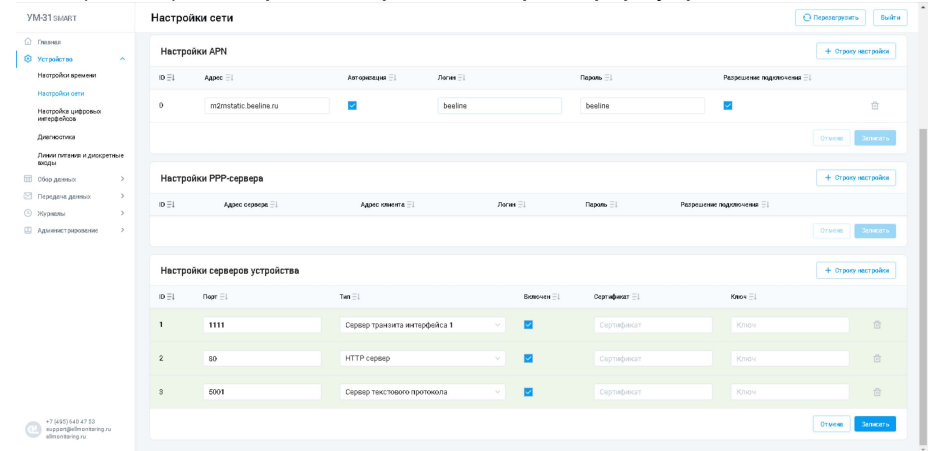 УМ-31 SMART
Настройки сети
Перезагрузить
Выйти
Главная
Устройство
Настройки времени
Настройки сети
Настройка цифровых
интерфейсов
Диагностика
Линии питания и дискретные
входы
Сбор данных
Передача данных
Журналы
Администрирование
+7 (495) 640 47 53
support@allmonitoring.ru
allmonitoring.ru
Настройки APN
+ Строку настройки
ID Адрес Авторизация Логин Пароль Разрешение подключения
0 m2mstatic.beeline.ru beeline beeline
Отмена Записать
Настройки PPP-сервера
+ Строку настройки
ID Адрес сервера Адрес клиента Логин Пароль Разрешение подключения
Отмена Записать
Настройки серверов устройства
+ Строку настройки
ID Порт Тип Включен Сертификат Ключ
1 1111 Сервер транзита интерфейса 1 Сертификат Ключ
2 80 HTTP сервер Сертификат Ключ
3 5001 Сервер текстового протокола Сертификат Ключ
Отмена Записать